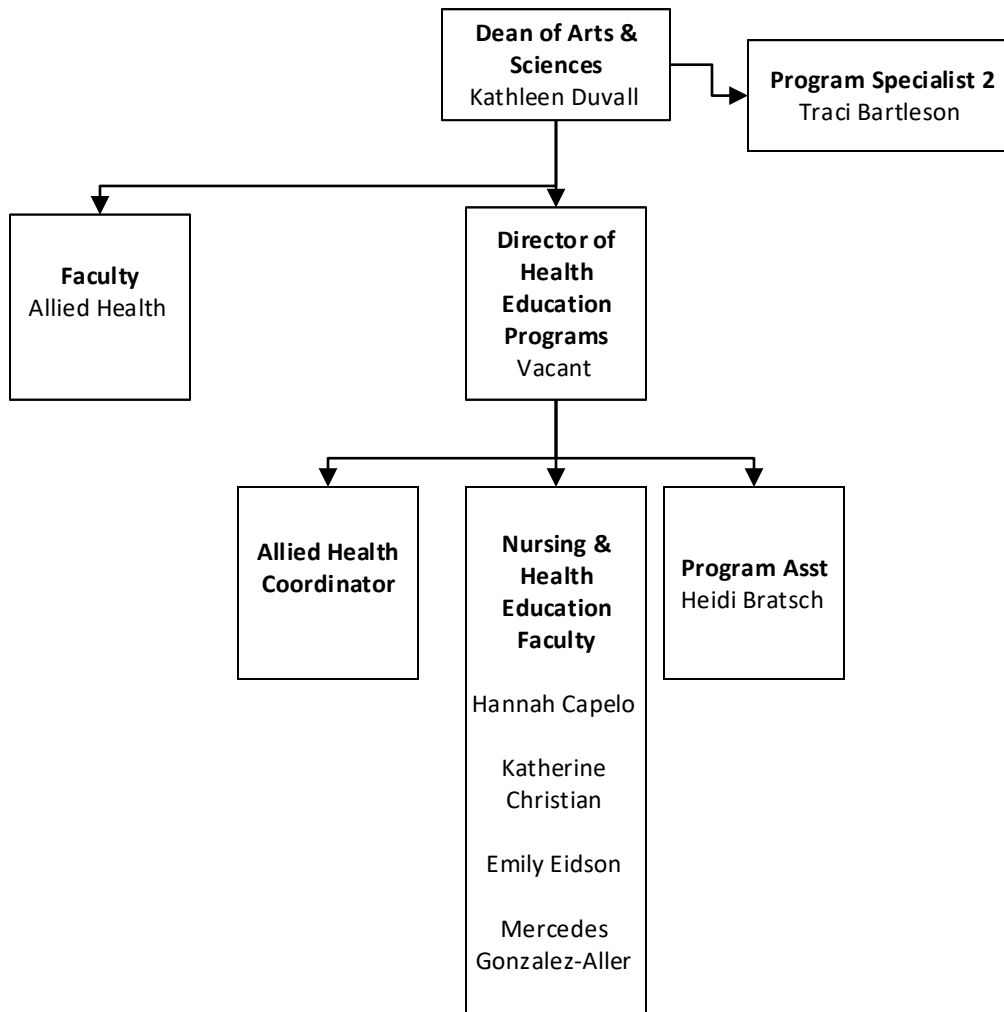 Dean of Arts &
Sciences
Kathleen Duvall
Program Specialist 2
Traci Bartleson
Faculty
Allied Health
Director of
Health
Education
Programs
Vacant
Allied Health
Coordinator
Nursing &
Health
Education
Faculty
Hannah Capelo
Katherine
Christian
Emily Eidson
Mercedes
Gonzalez-Aller
Program Asst
Heidi Bratsch